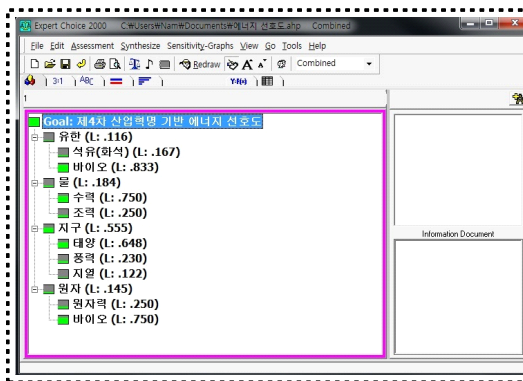 Expert Choice 2000 C:₩Users₩Nam₩Documents₩에너지 선호도.ahp Combined
File Edit Assessment Synthesize Sensitivity-Graphs View Go Tools Help
Redraw A A Combined
3:1 ABC
1
Goal: 제4차 산업혁명 기반 에너지 선호도
유한 (L: .116)
석유(화석) (L: .167)
바이오 (L: .833)
물 (L: .184)
수력 (L: .750)
조력 (L: .250)
지구 (L: .555)
태양 (L: .648)
풍력 (L: .230)
지열 (L: .122)
원자 (L: .145)
원자력 (L: .250)
바이오 (L: .750)
Information Document